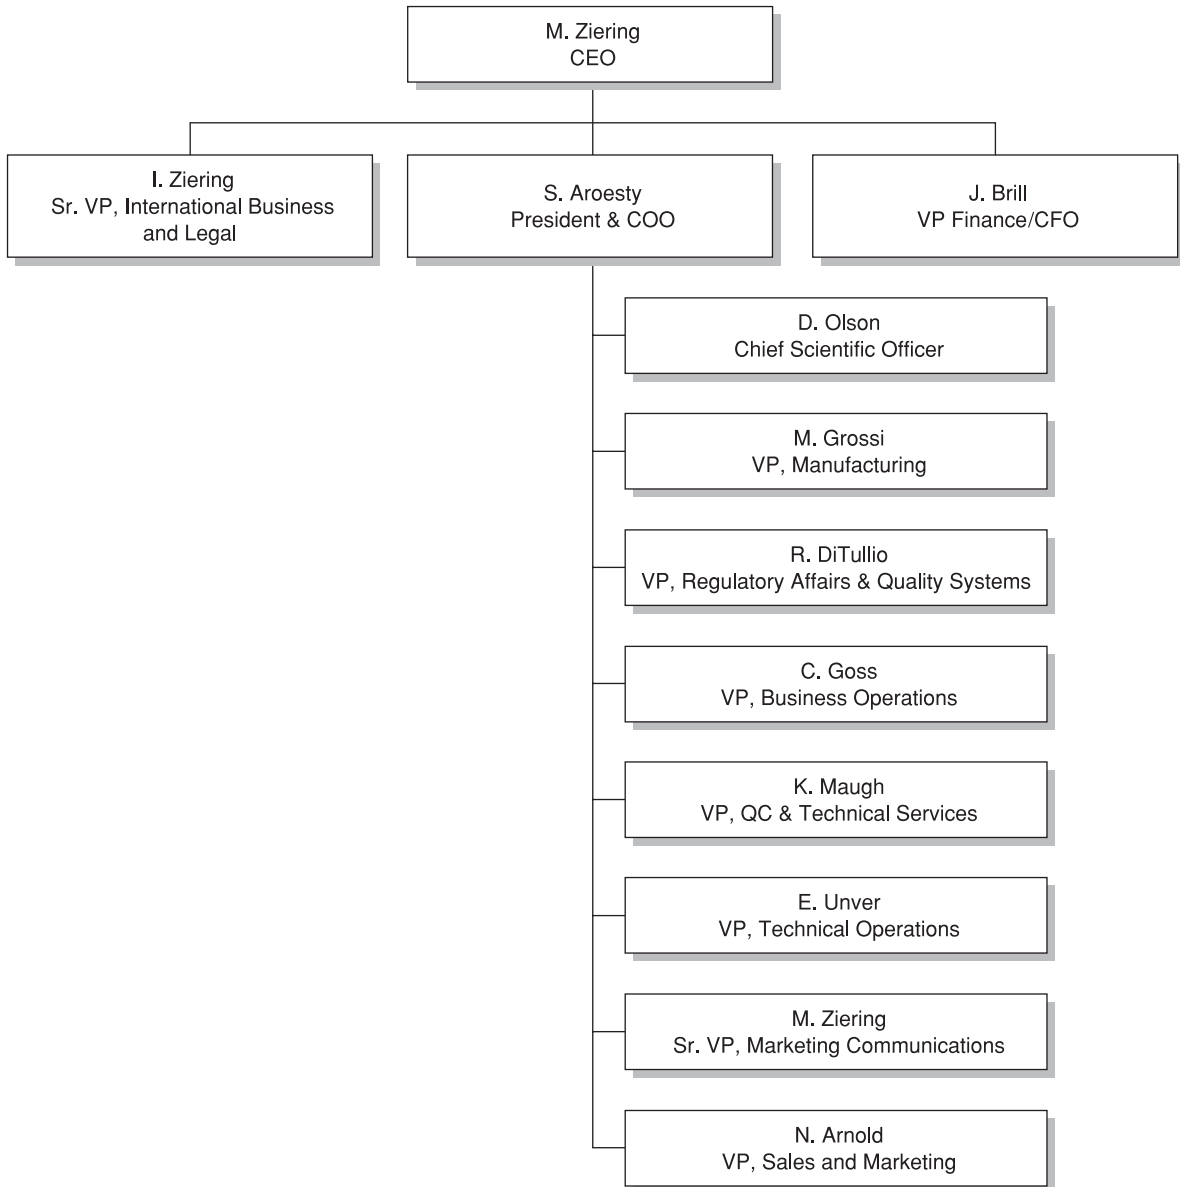 M. Ziering
CEO
I. Ziering
Sr. VP, International Business
and Legal
S. Aroesty
President & COO
J. Brill
VP Finance/CFO
D. Olson
Chief Scientific Officer
M. Grossi
VP, Manufacturing
R. DiTullio
VP, Regulatory Affairs & Quality Systems
C. Goss
VP, Business Operations
K. Maugh
VP, QC & Technical Services
E. Unver
VP, Technical Operations
M. Ziering
Sr. VP, Marketing Communications
N. Arnold
VP, Sales and Marketing